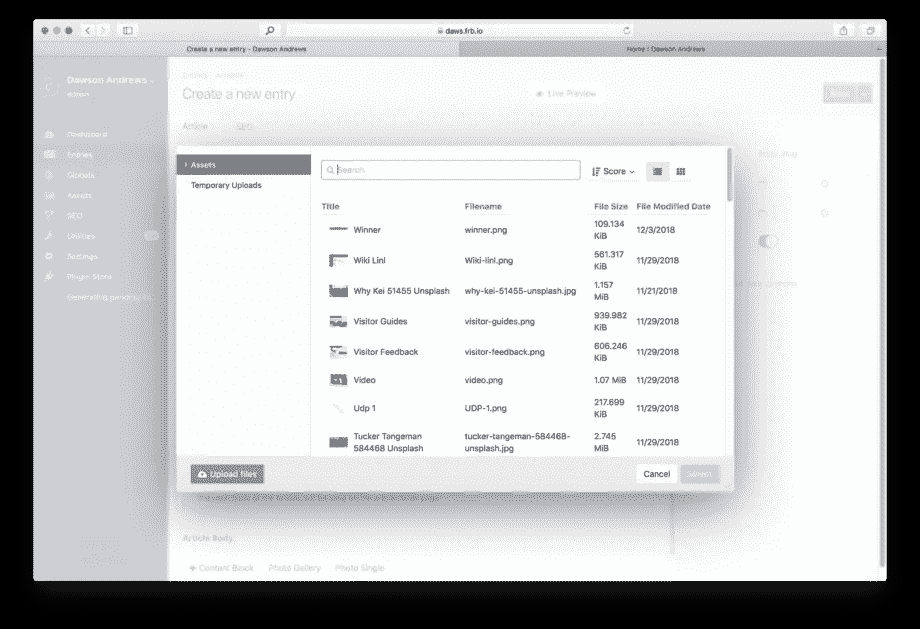 daws.frb.io
Create a new entry - Dawson Andrews
Home | Dawson Andrews
Dawson Andrews
Entries
Create a new entry
Live Preview
Article
SEO
Dashboard
Entries
Globals
Assets
SEO
Utilities
Settings
Plugin Store
Assets
Temporary Uploads
Search
Score
Title Filename File Size File Modified Date
Winner winner.png 109.134 KiB 12/3/2018
Wiki Linl Wiki-linl.png 561.317 KiB 11/29/2018
Why Kei 51455 Unsplash why-kei-51455-unsplash.jpg 1.157 MiB 11/21/2018
Visitor Guides visitor-guides.png 939.982 KiB 11/29/2018
Visitor Feedback visitor-feedback.png 606.246 KiB 11/29/2018
Video video.png 1.07 MiB 11/29/2018
Udp 1 UDP-1.png 217.699 KiB 11/29/2018
Tucker Tangeman 584468 Unsplash tucker-tangeman-584468-unsplash.jpg 2.745 MiB 11/29/2018
Upload files
Cancel
Select
Article Body
Content Block Photo Gallery Photo Single